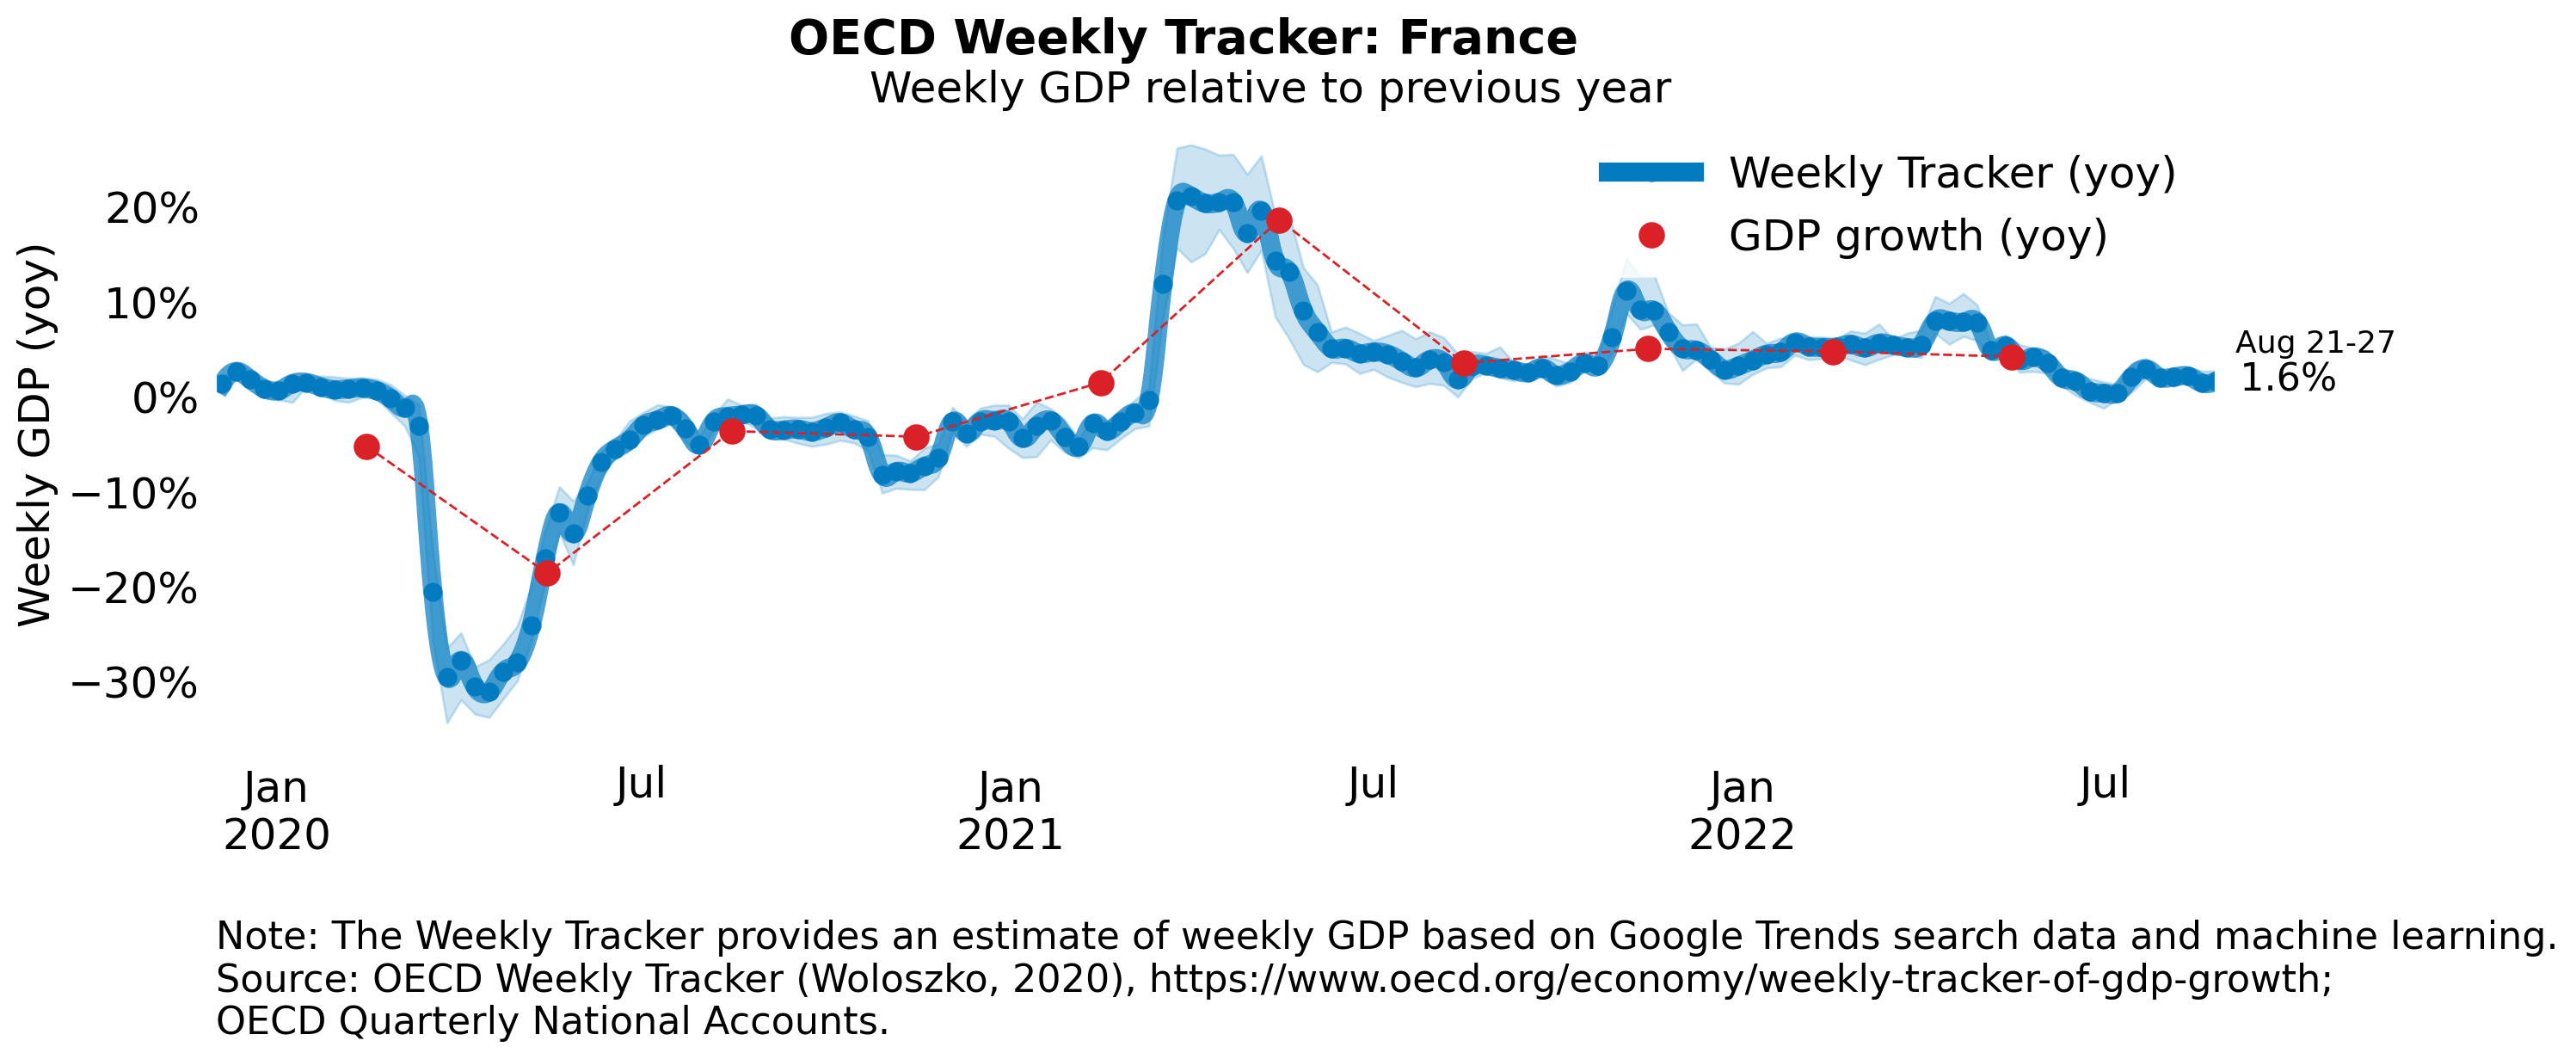 OECD Weekly Tracker: France
Weekly GDP relative to previous year
Weekly Tracker (yoy)
GDP growth (yoy)
Weekly GDP (yoy)
20%
10%
0%
−10%
−20%
−30%
Aug 21-27
1.6%
Jan
2020
Jul
Jan
2021
Jul
Jan
2022
Jul
Note: The Weekly Tracker provides an estimate of weekly GDP based on Google Trends search data and machine learning.
Source: OECD Weekly Tracker (Woloszko, 2020), https://www.oecd.org/economy/weekly-tracker-of-gdp-growth;
OECD Quarterly National Accounts.